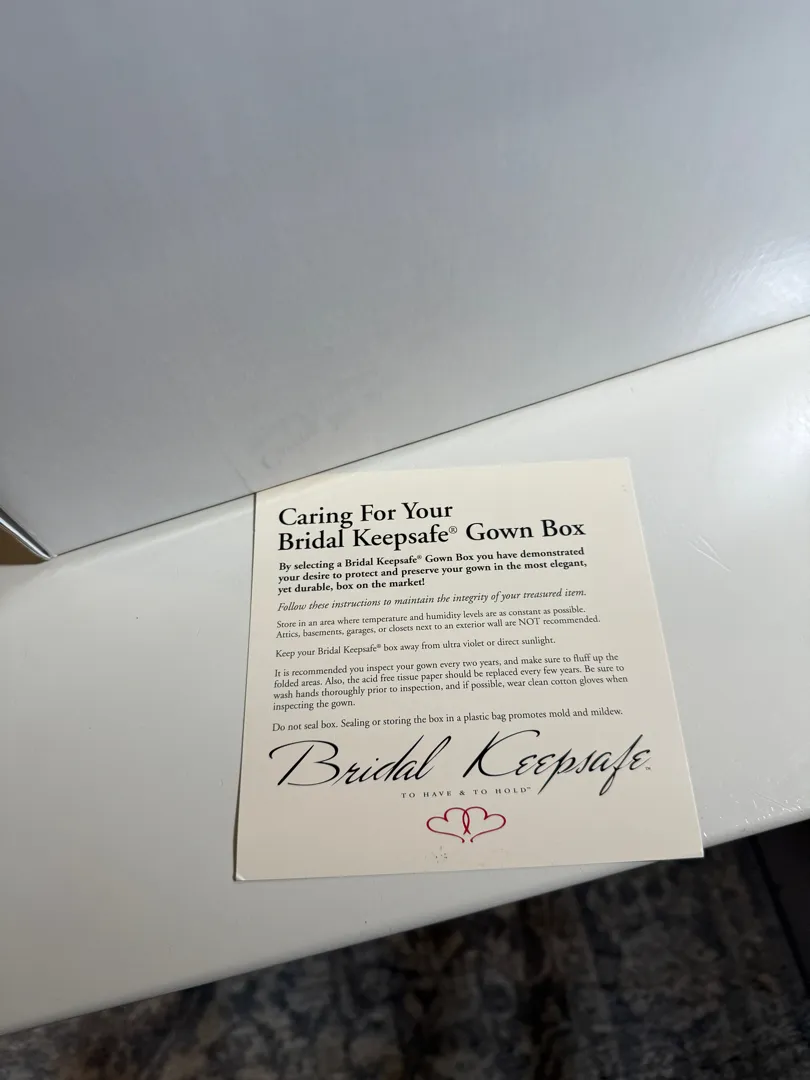 Caring For Your
Bridal Keepsafe® Gown Box
By selecting a Bridal Keepsafe® Gown Box you have demonstrated
your desire to protect and preserve your gown in the most elegant,
yet durable, box on the market!
Follow these instructions to maintain the integrity of your treasured item.
Store in an area where temperature and humidity levels are as constant as possible.
Attics, basements, garages, or closets next to an exterior wall are NOT recommended.
Keep your Bridal Keepsafe® box away from ultra violet or direct sunlight.
It is recommended you inspect your gown every two years, and make sure to fluff up the
folded areas. Also, the acid free tissue paper should be replaced every few years. Be sure to
wash hands thoroughly prior to inspection, and if possible, wear clean cotton gloves when
inspecting the gown.
Do not seal box. Sealing or storing the box in a plastic bag promotes mold and mildew.
Bridal Keepsafe™
TO HAVE & TO HOLD™